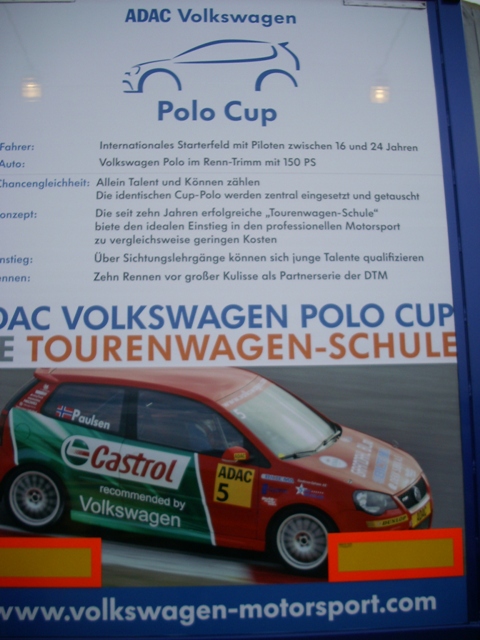 ADAC Volkswagen
Polo Cup
Fahrer: Internationales Starterfeld mit Piloten zwischen 16 und 24 Jahren
Auto: Volkswagen Polo im Renn-Trimm mit 150 PS
Chancengleichheit: Allein Talent und Können zählen
Die identischen Cup-Polo werden zentral eingesetzt und getauscht
onzept: Die seit zehn Jahren erfolgreiche „Tourenwagen-Schule“
biete den idealen Einstieg in den professionellen Motorsport
zu vergleichsweise geringen Kosten
nstieg: Über Sichtungslehrgänge können sich junge Talente qualifizieren
ennen: Zehn Rennen vor großer Kulisse als Partnerserie der DTM
DAC VOLKSWAGEN POLO CUP
E TOURENWAGEN-SCHULE
Paulsen
5
Castrol
recommended by
Volkswagen
ADAC
5
www.volkswagen-motorsport.com